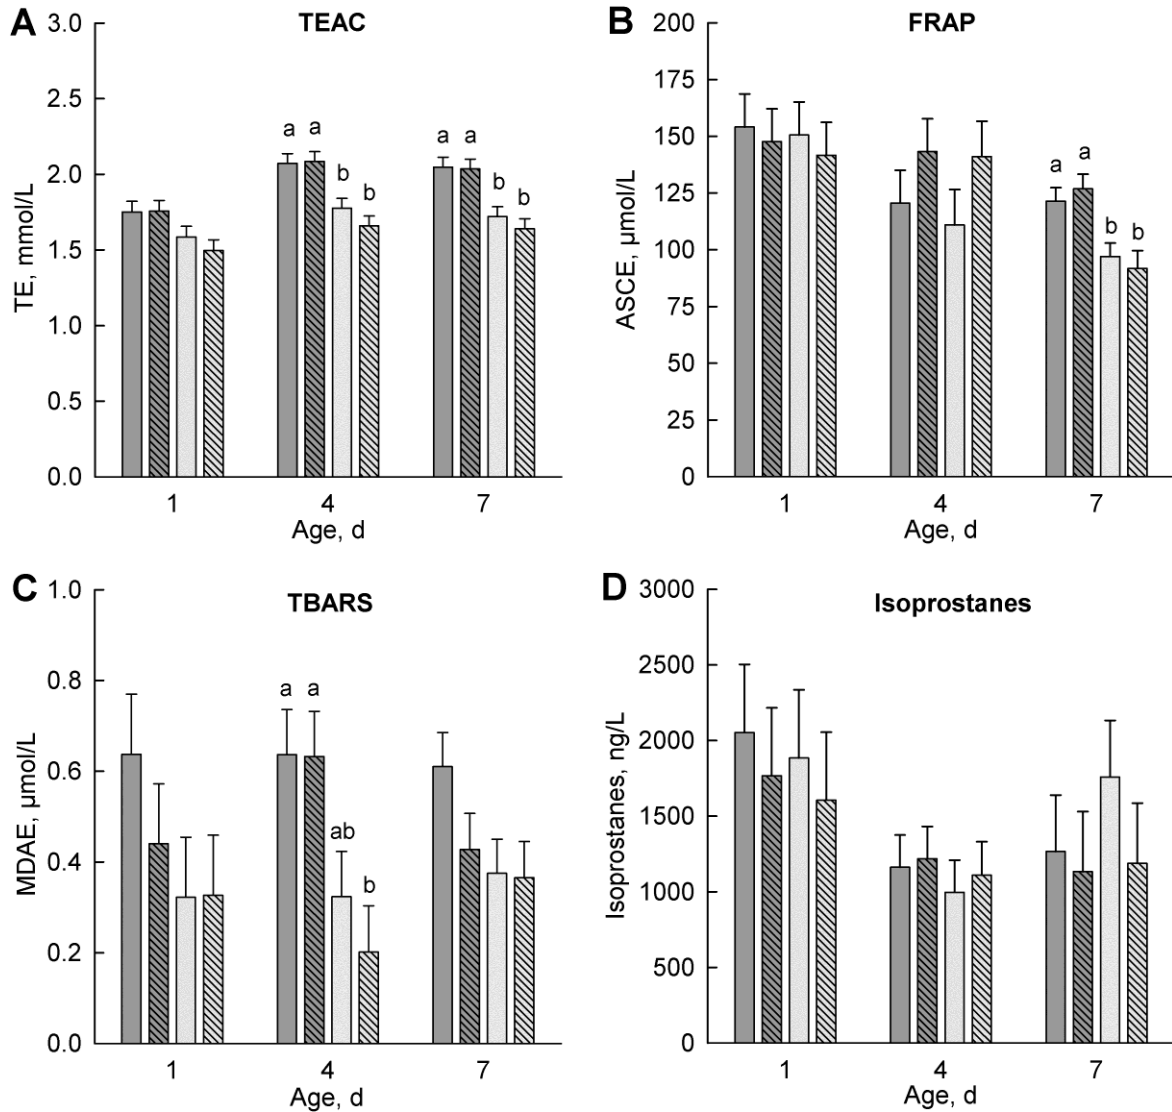 A
TEAC
TE, mmol/L
3.0
2.5
2.0
1.5
1.0
0.5
0.0
a a b b
a a b b
1 4 7
Age, d
B
FRAP
ASCE, µmol/L
200
175
150
125
100
75
50
25
0
a a b b
1 4 7
Age, d
C
TBARS
MDAE, µmol/L
1.0
0.8
0.6
0.4
0.2
0.0
a a ab b
1 4 7
Age, d
D
Isoprostanes
Isoprostanes, ng/L
3000
2500
2000
1500
1000
500
0
1 4 7
Age, d